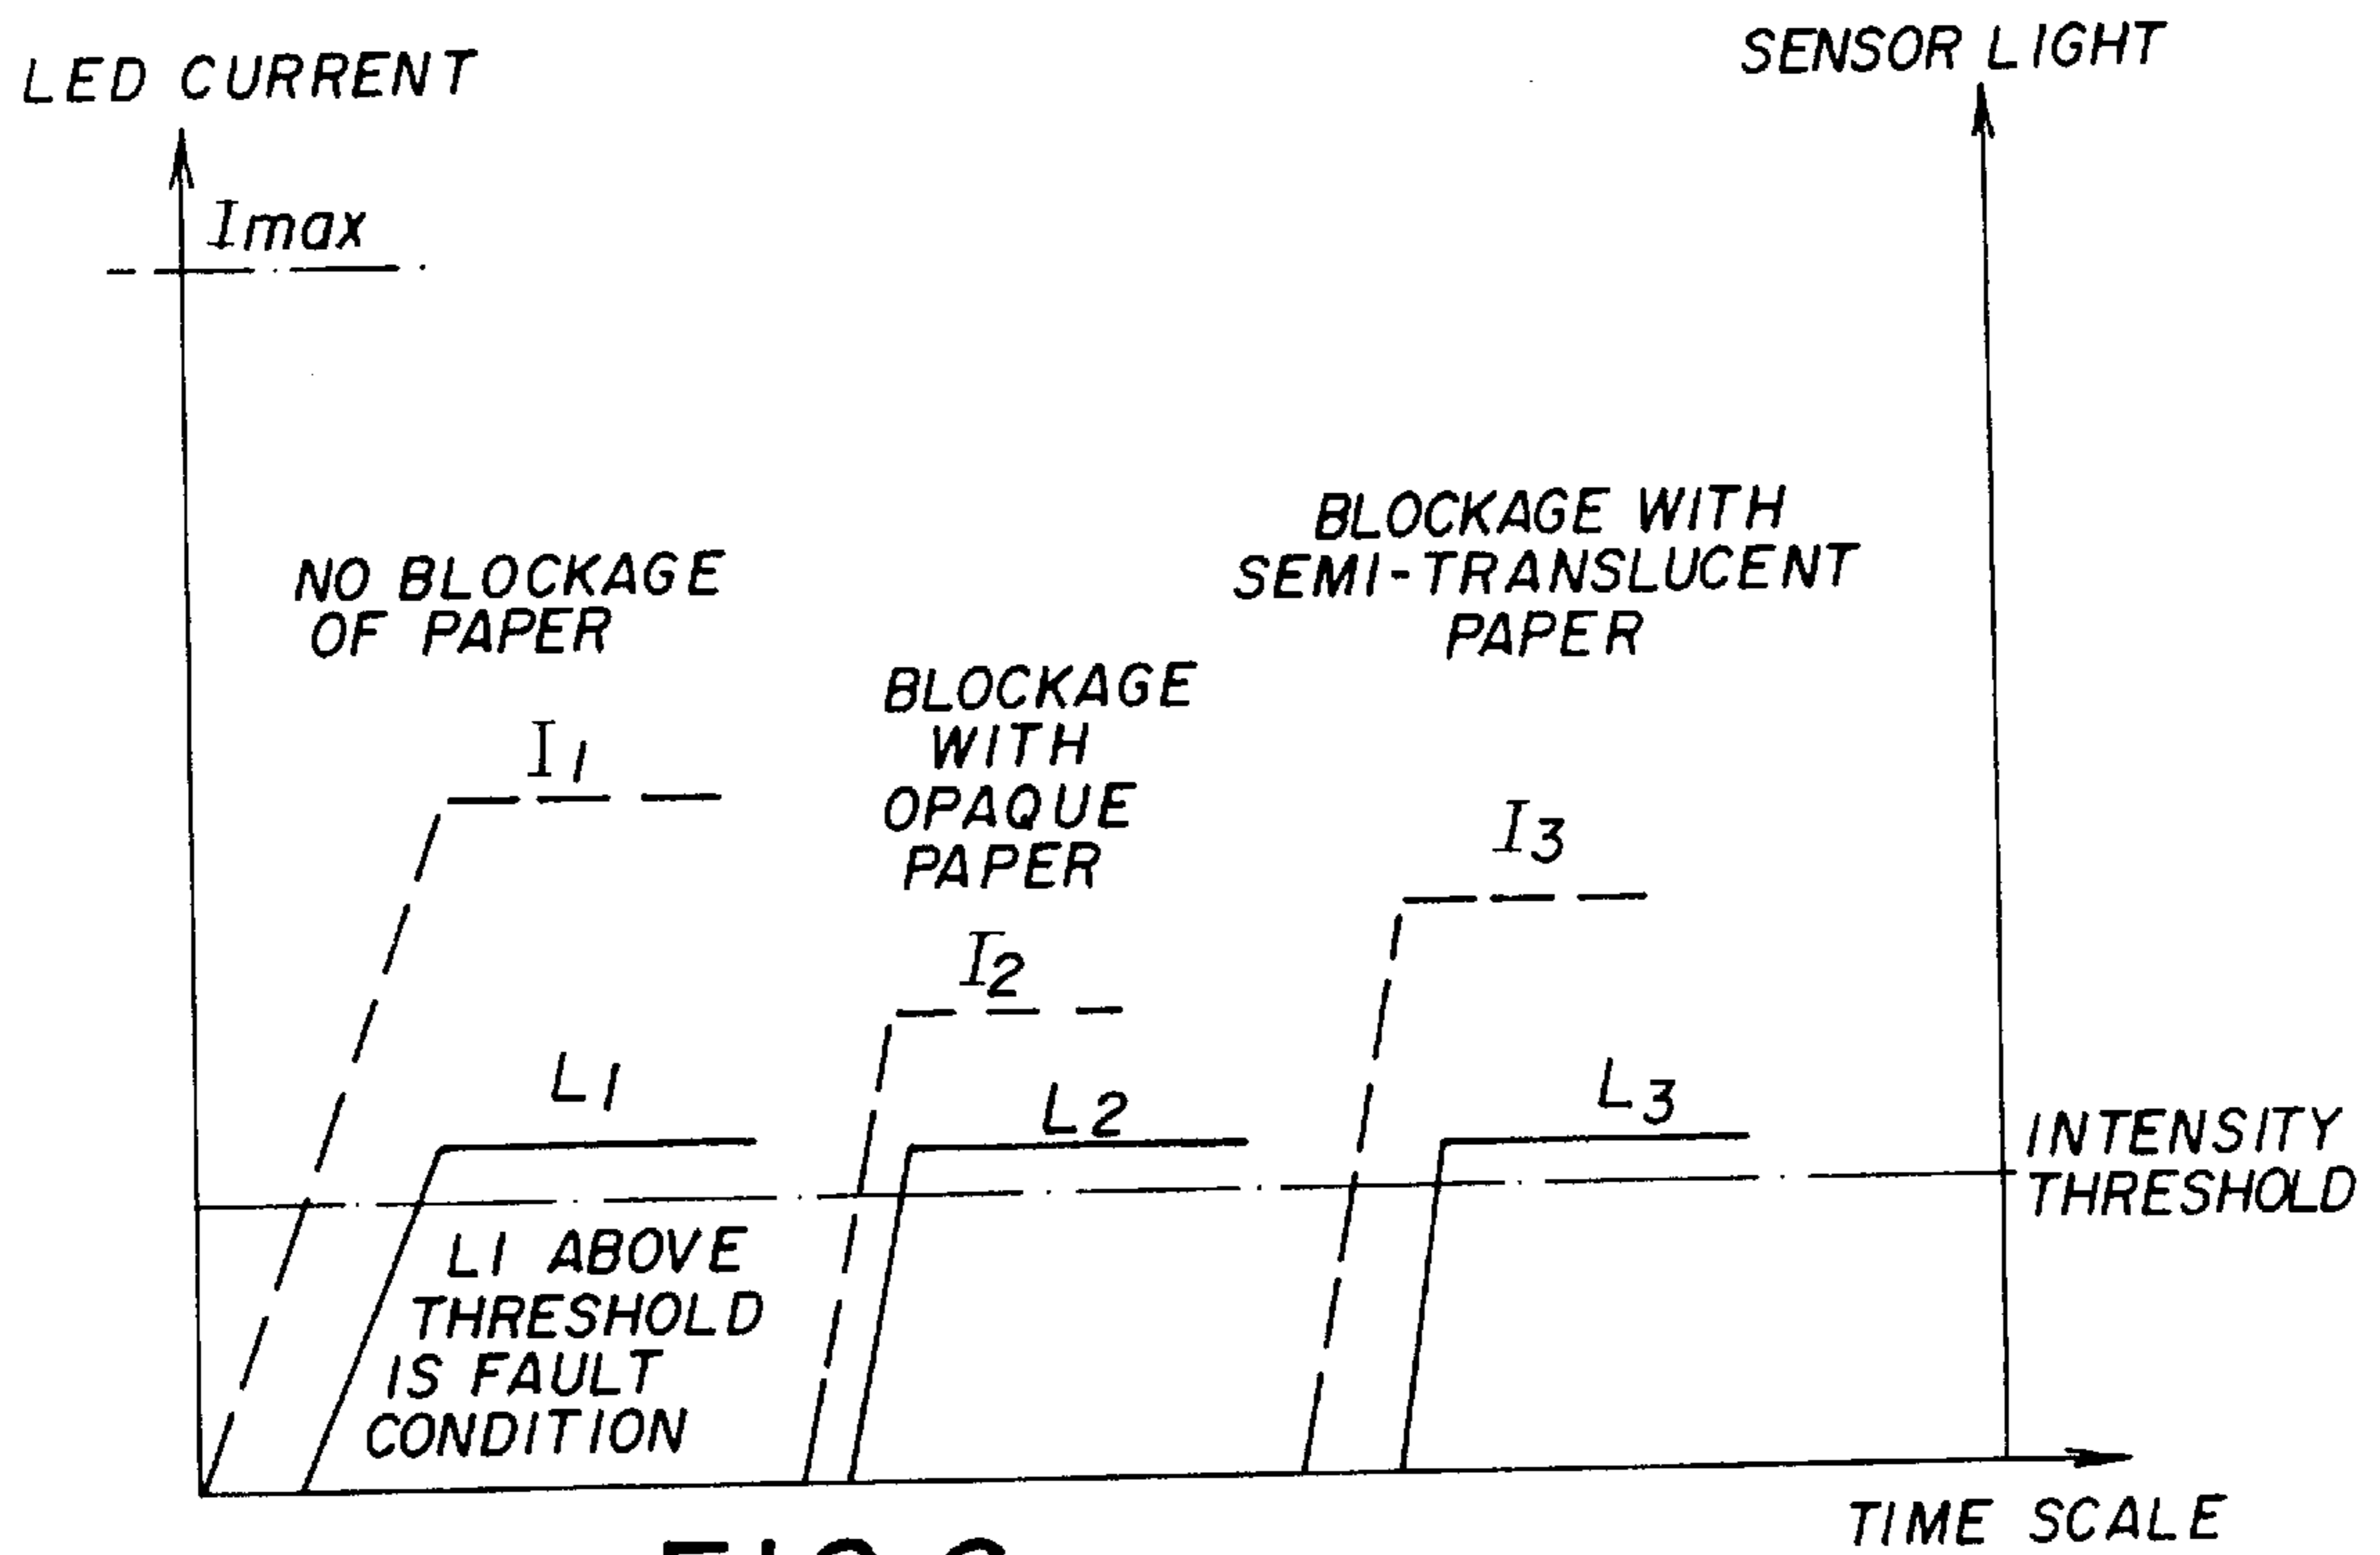 LED CURRENT
SENSOR LIGHT
Imax
NO BLOCKAGE
OF PAPER
I1
BLOCKAGE
WITH
OPAQUE
PAPER
I2
BLOCKAGE WITH
SEMI-TRANSLUCENT
PAPER
I3
L1
L2
L3
INTENSITY
THRESHOLD
L1 ABOVE
THRESHOLD
IS FAULT
CONDITION
TIME SCALE